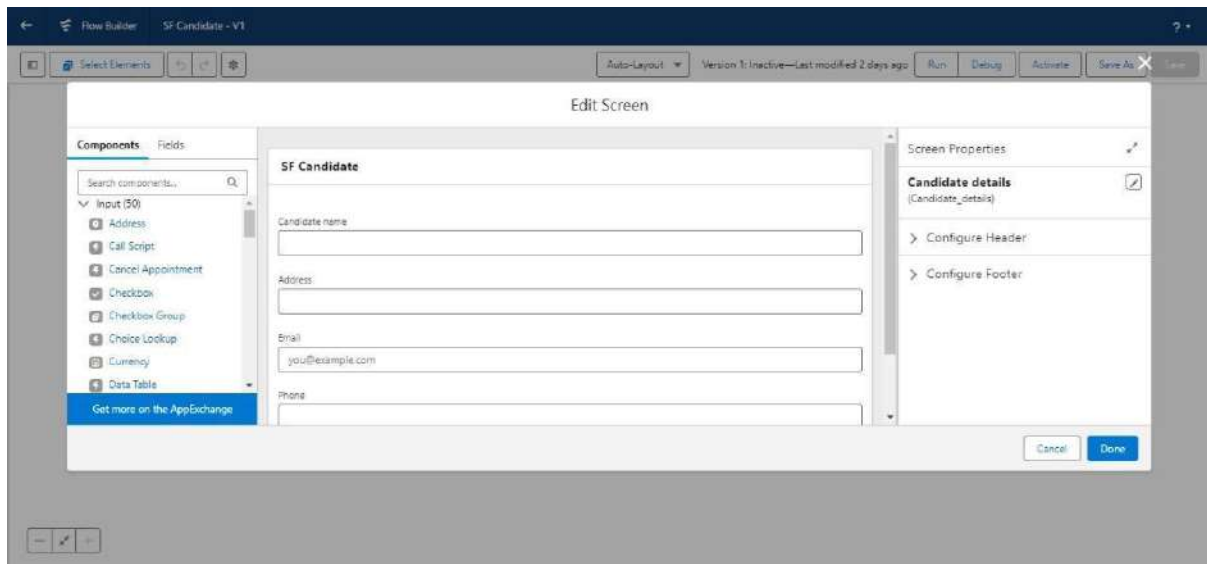 Flow Builder SF Candidate - V1 ?
Select Elements Auto-Layout Version 1: Inactive—Last modified 2 days ago Run Debug Activate Save As Save
Edit Screen
Components Fields
Search components...
Input (50)
Address
Call Script
Cancel Appointment
Checkbox
Checkbox Group
Choice Lookup
Currency
Data Table
Get more on the AppExchange
SF Candidate
Candidate name
Address
Email
you@example.com
Phone
Screen Properties
Candidate details
(Candidate_details)
Configure Header
Configure Footer
Cancel Done